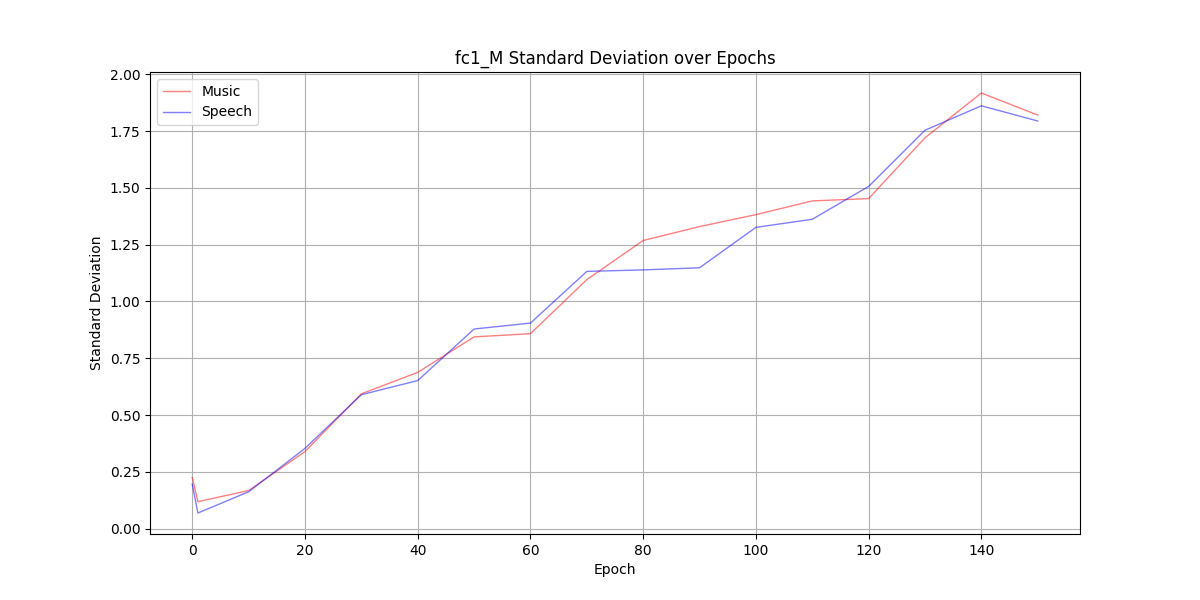 fc1_M Standard Deviation over Epochs
Music
Speech
2.00
1.75
1.50
1.25
1.00
0.75
0.50
0.25
0.00
Standard Deviation
0 20 40 60 80 100 120 140
Epoch